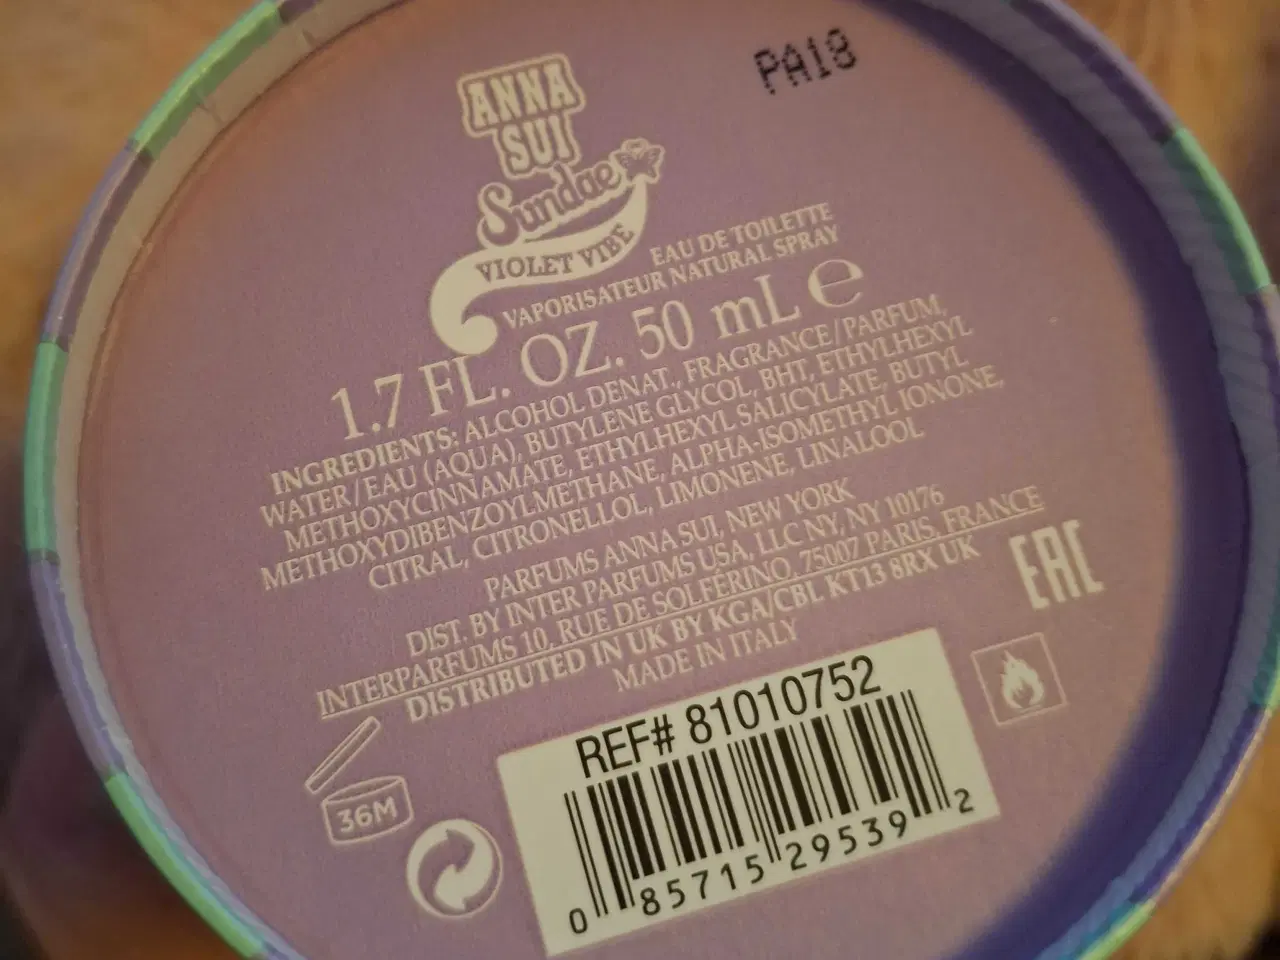 PA18
ANNA
SUI
Sundae
VIOLET VIBE
EAU DE TOILETTE
VAPORISATEUR NATURAL SPRAY
1.7 FL. OZ. 50 mL ℮
INGREDIENTS: ALCOHOL DENAT., FRAGRANCE/PARFUM,
WATER/EAU (AQUA), BUTYLENE GLYCOL, BHT, ETHYLHEXYL
METHOXYCINNAMATE, ETHYLHEXYL SALICYLATE, BUTYL
METHOXYDIBENZOYLMETHANE, ALPHA-ISOMETHYL IONONE,
CITRAL, CITRONELLOL, LIMONENE, LINALOOL
PARFUMS ANNA SUI, NEW YORK
DIST. BY INTER PARFUMS USA, LLC NY, NY 10176
INTERPARFUMS 10, RUE DE SOLFÉRINO, 75007 PARIS, FRANCE
DISTRIBUTED IN UK BY KGA/CBL KT13 8RX UK
MADE IN ITALY
EAC
36M
REF# 81010752
0 85715 29539 2